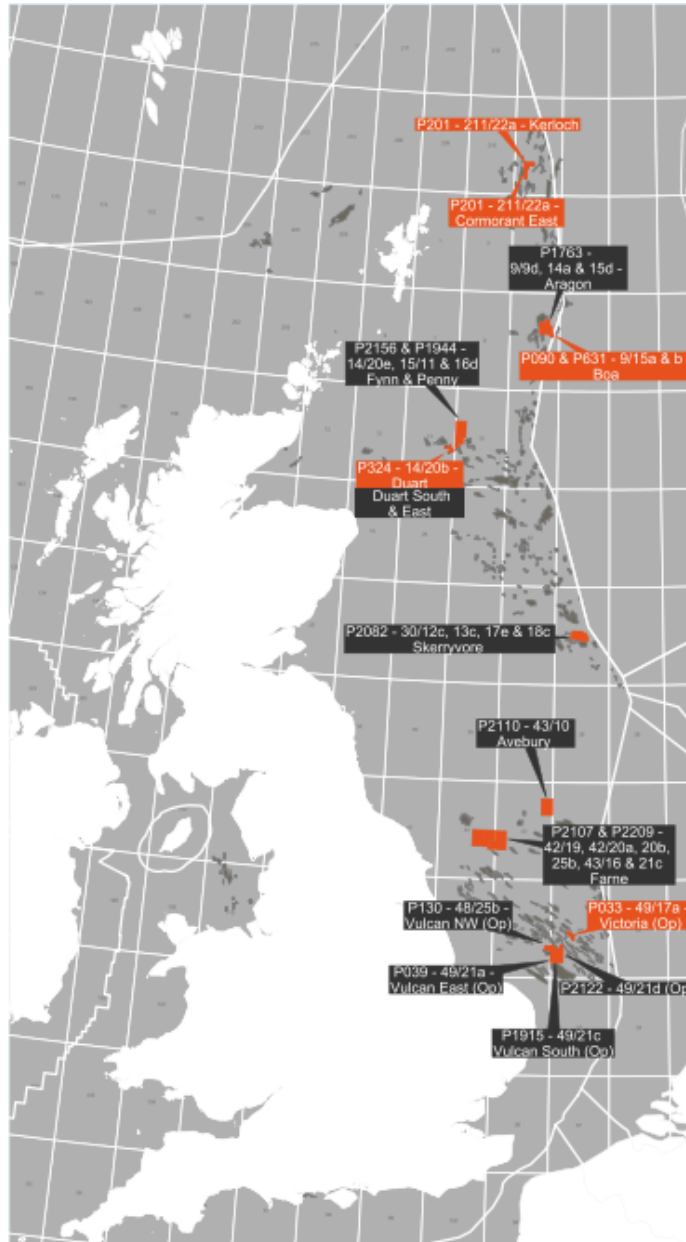 P201 - 211/22a - Kerloch
P201 - 211/22a -
Cormorant East
P1763 -
9/9d, 14a & 15d -
Aragon
P2156 & P1944 -
14/20e, 15/11 & 16d
Fynn & Penny
P090 & P631 - 9/15a & b
Boa
P324 - 14/20b -
Duart
Duart South
& East
P2082 - 30/12c, 13c, 17e & 18c
Skerryvore
P2110 - 43/10
Avebury
P2107 & P2209 -
42/19, 42/20a, 20b,
25b, 43/16 & 21c
Farne
P130 - 48/25b -
Vulcan NW (Op)
P033 - 49/17a -
Victoria (Op)
P039 - 49/21a -
Vulcan East (Op)
P2122 - 49/21d (Op
P1915 - 49/21c
Vulcan South (Op)